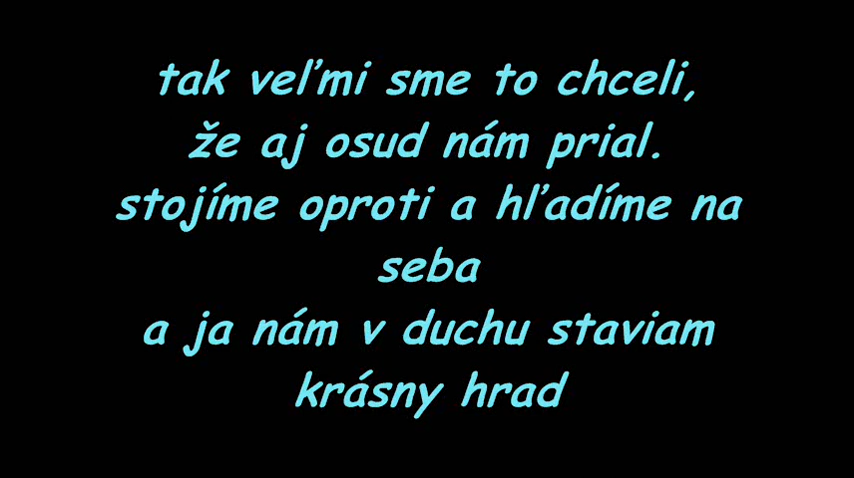 tak veľmi sme to chceli,
že aj osud nám prial.
stojíme oproti a hľadíme na
seba
a ja nám v duchu staviam
krásny hrad